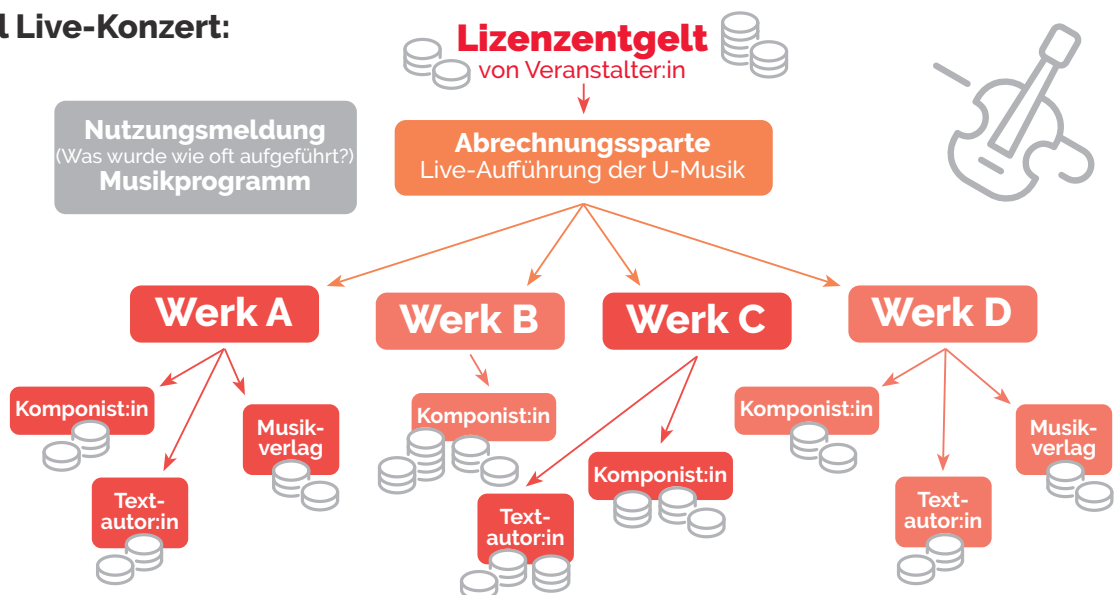 l Live-Konzert:
Lizenzentgelt
von Veranstalter:in
Nutzungsmeldung
(Was wurde wie oft aufgeführt?)
Musikprogramm
Abrechnungssparte
Live-Aufführung der U-Musik
Werk A
Werk B
Werk C
Werk D
Komponist:in
Text-
autor:in
Musik-
verlag
Komponist:in
Text-
autor:in
Komponist:in
Komponist:in
Text-
autor:in
Musik-
verlag